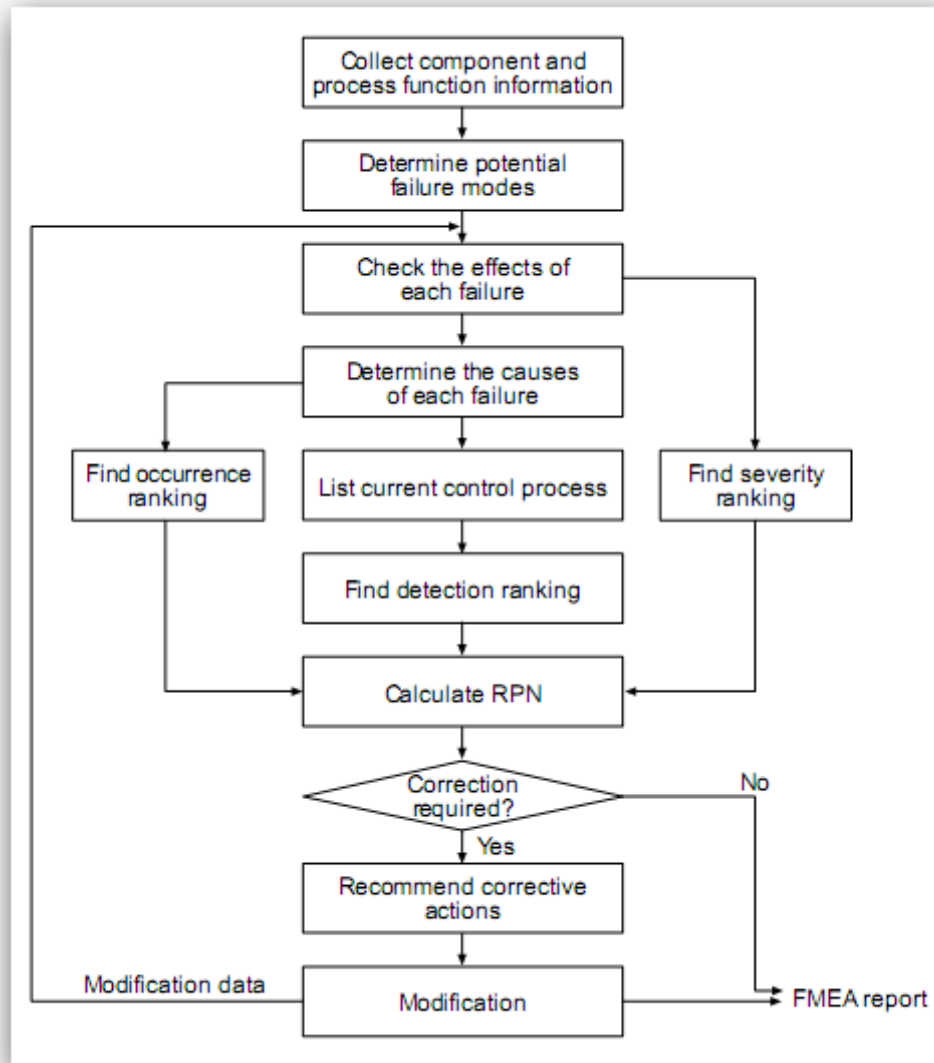 Collect component and
process function information
Determine potential
failure modes
Check the effects of
each failure
Determine the causes
of each failure
Find occurrence
ranking
List current control process
Find severity
ranking
Find detection ranking
Calculate RPN
Correction
required?
No
Yes
Recommend corrective
actions
Modification data
Modification
FMEA report